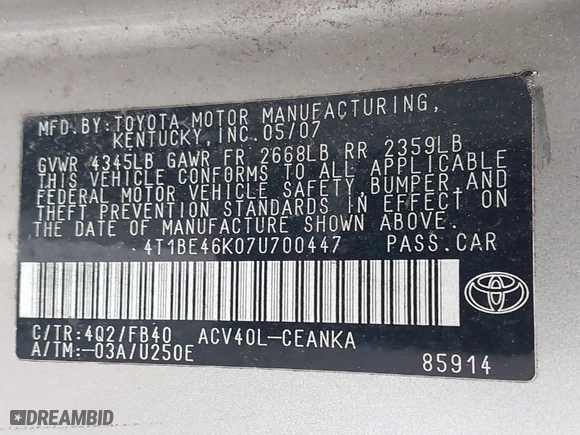 MFD.BY:TOYOTA MOTOR MANUFACTURING,
KENTUCKY, INC. 05/07
GVWR 4345LB GAWR FR 2668LB RR 2359LB
THIS VEHICLE CONFORMS TO ALL APPLICABLE
FEDERAL MOTOR VEHICLE SAFETY,BUMPER,AND
THEFT PREVENTION STANDARDS IN EFFECT ON
THE DATE OF MANUFACTURE SHOWN ABOVE.
4T1BE46K07U700447 PASS.CAR
C/TR:4Q2/FB40 ACV40L-CEANKA
A/TM:-03A/U250E
85914
DREAMBID